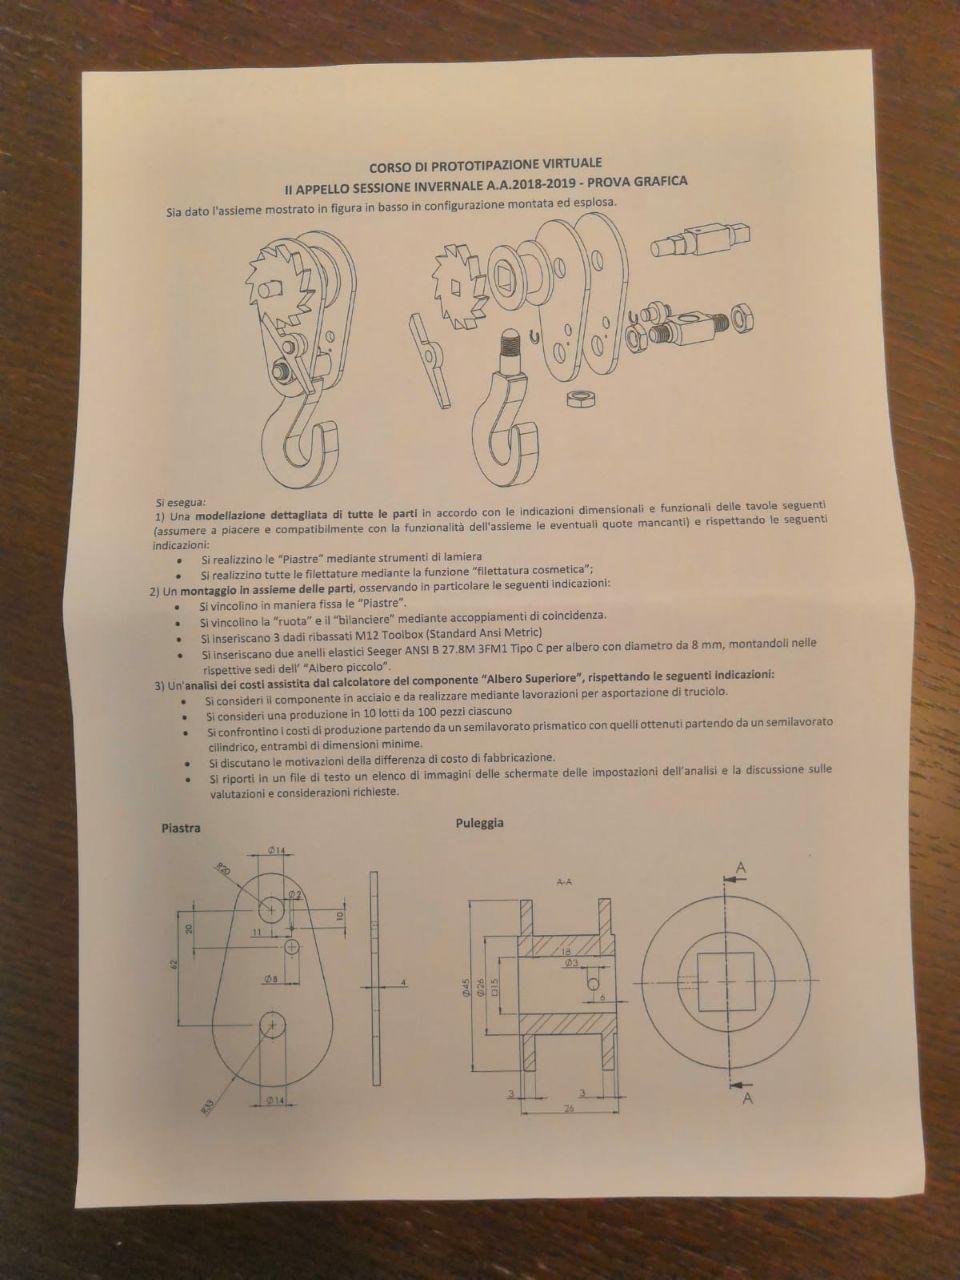 CORSO DI PROTOTIPAZIONE VIRTUALE
II APPELLO SESSIONE INVERNALE A.A.2018-2019 - PROVA GRAFICA
Sia dato l'assieme mostrato in figura in basso in configurazione montata ed esplosa.
Si esegua:
1) Una modellazione dettagliata di tutte le parti in accordo con le indicazioni dimensionali e funzionali delle tavole seguenti
(assumere a piacere e compatibilmente con la funzionalità dell'assieme le eventuali quote mancanti) e rispettando le seguenti
indicazioni:
• Si realizzino le "Piastre" mediante strumenti di lamiera
• Si realizzino tutte le filettature mediante la funzione "filettatura cosmetica";
2) Un montaggio in assieme delle parti, osservando in particolare le seguenti indicazioni:
• Si vincolino in maniera fissa le "Piastre".
• Si vincolino la "ruota" e il "bilanciere" mediante accoppiamenti di coincidenza.
• Si inseriscano 3 dadi ribassati M12 Toolbox (Standard Ansi Metric)
• Si inseriscano due anelli elastici Seeger ANSI B 27.8M 3FM1 Tipo C per albero con diametro da 8 mm, montandoli nelle
rispettive sedi dell' "Albero piccolo".
3) Un'analisi dei costi assistita dal calcolatore del componente "Albero Superiore", rispettando le seguenti indicazioni:
• Si consideri il componente in acciaio e da realizzare mediante lavorazioni per asportazione di truciolo.
• Si consideri una produzione in 10 lotti da 100 pezzi ciascuno
• Si confrontino i costi di produzione partendo da un semilavorato prismatico con quelli ottenuti partendo da un semilavorato
cilindrico, entrambi di dimensioni minime.
• Si discutano le motivazioni della differenza di costo di fabbricazione.
• Si riporti in un file di testo un elenco di immagini delle schermate delle impostazioni dell'analisi e la discussione sulle
valutazioni e considerazioni richieste.
Piastra
Puleggia
Ø14
R20
Ø2
10
20
11
62
Ø8
4
R33
Ø14
A-A
A
18
Ø3
6
Ø45
Ø26
□15
3
3
26
A